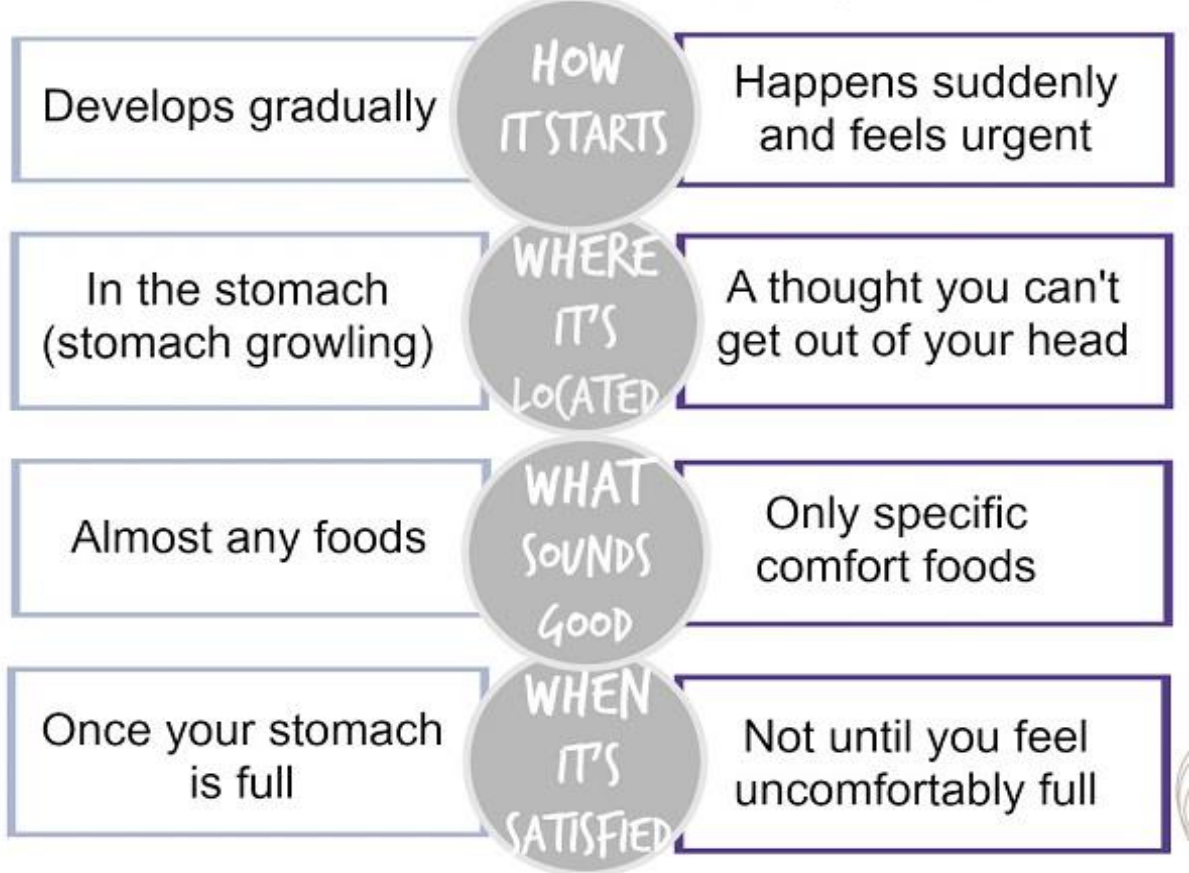 Develops gradually
HOW
IT STARTS
Happens suddenly
and feels urgent
In the stomach
(stomach growling)
WHERE
IT'S
LOCATED
A thought you can't
get out of your head
Almost any foods
WHAT
SOUNDS
GOOD
Only specific
comfort foods
Once your stomach
is full
WHEN
IT'S
SATISFIED
Not until you feel
uncomfortably full